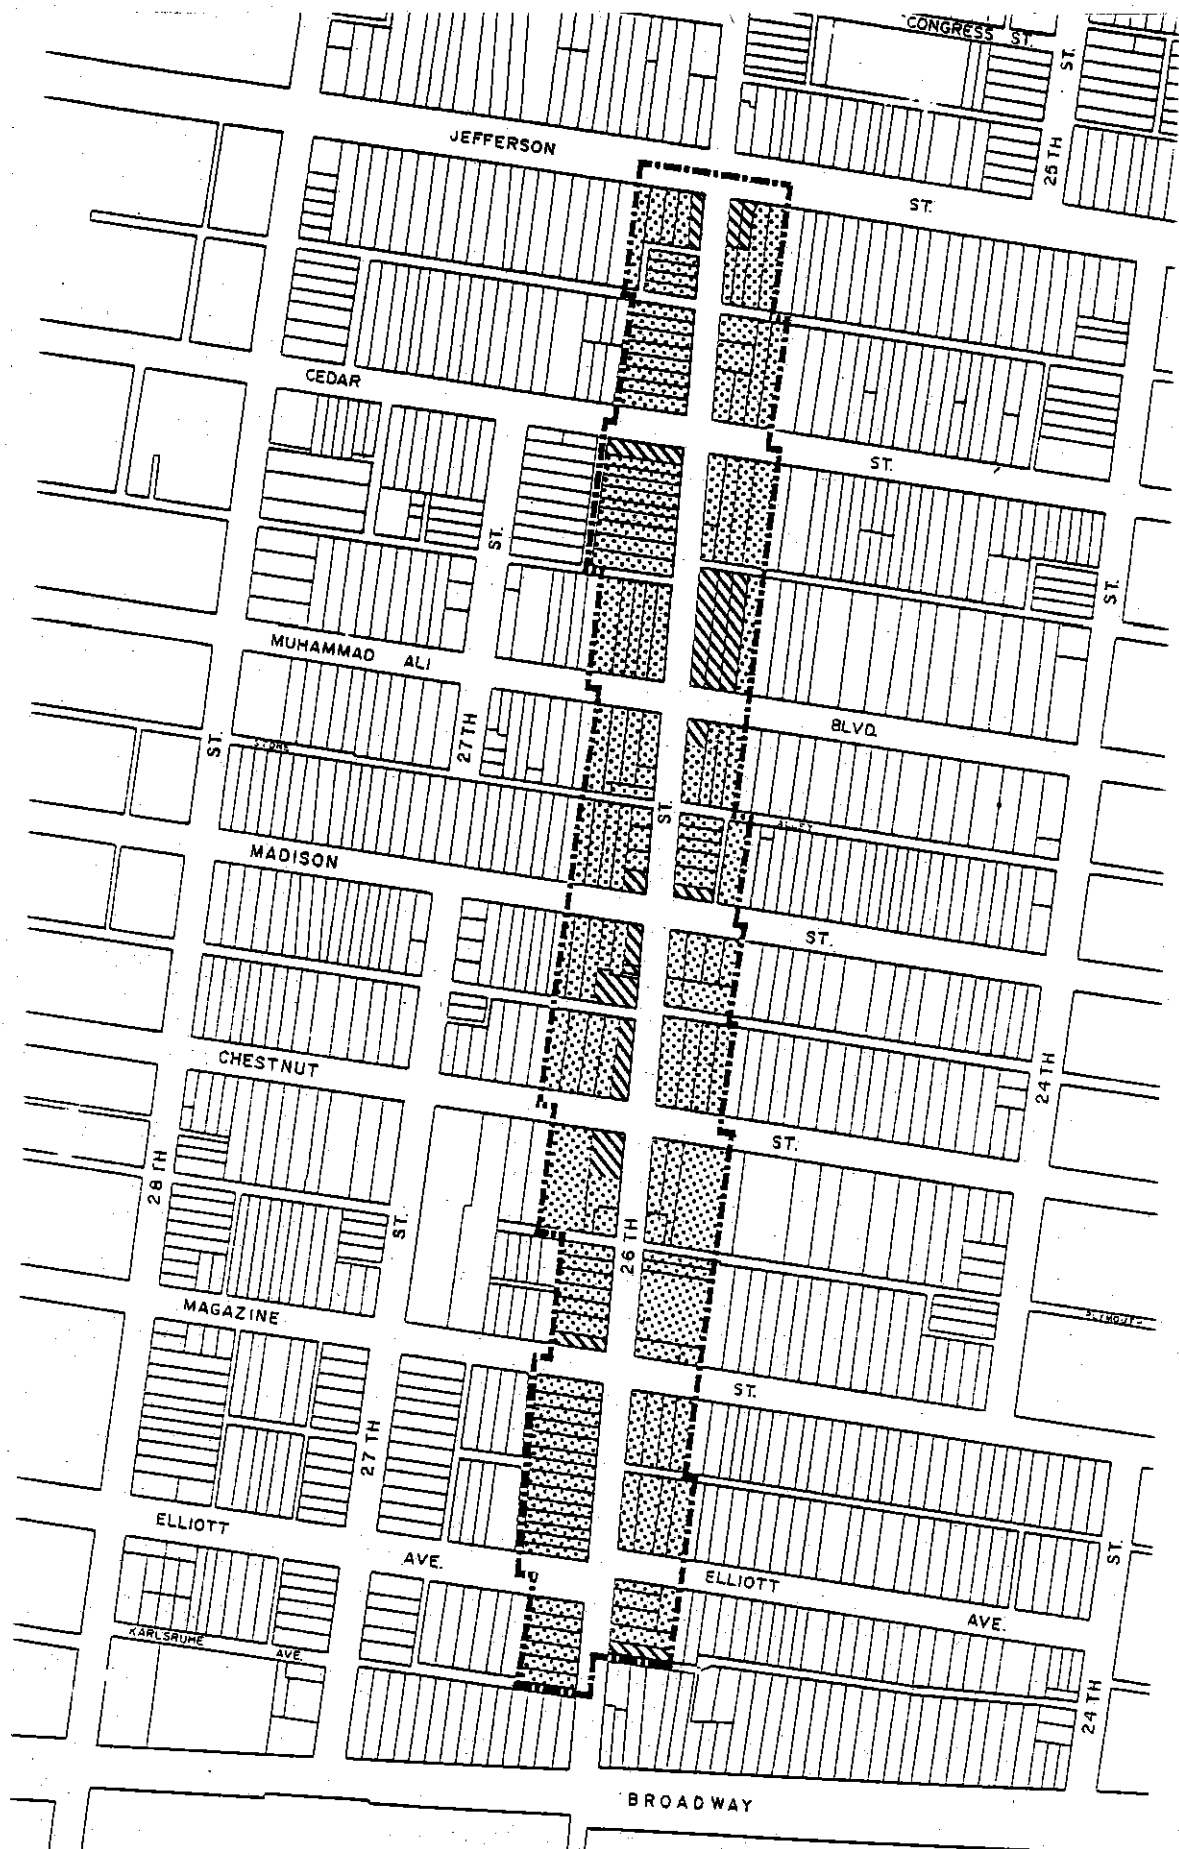 CONGRESS ST.
ST.
JEFFERSON
25TH
ST.
CEDAR
ST.
ST.
ST.
MUHAMMAD ALI
BLVD.
27TH
ST.
ST.
MADISON
ST.
CHESTNUT
24TH
ST.
28TH
ST.
26TH
MAGAZINE
PLYMOUTH
ST.
27TH
ELLIOTT
AVE.
ST.
ELLIOTT
AVE.
KARLSRUHE
AVE.
24TH
BROADWAY